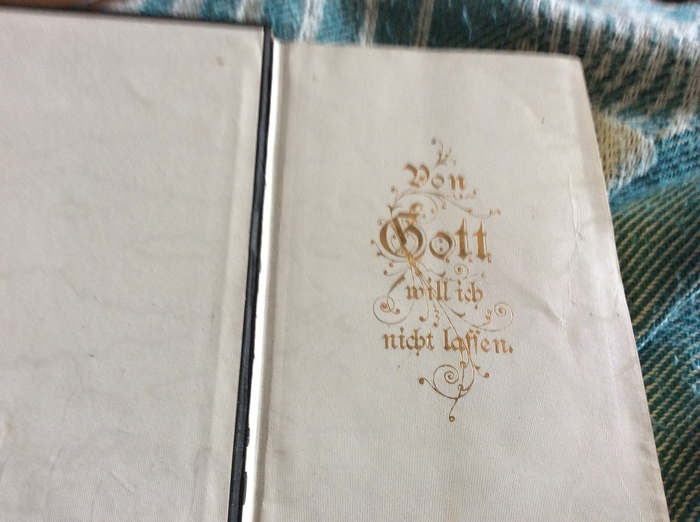 Von
Gott
will ich
nicht lassen.